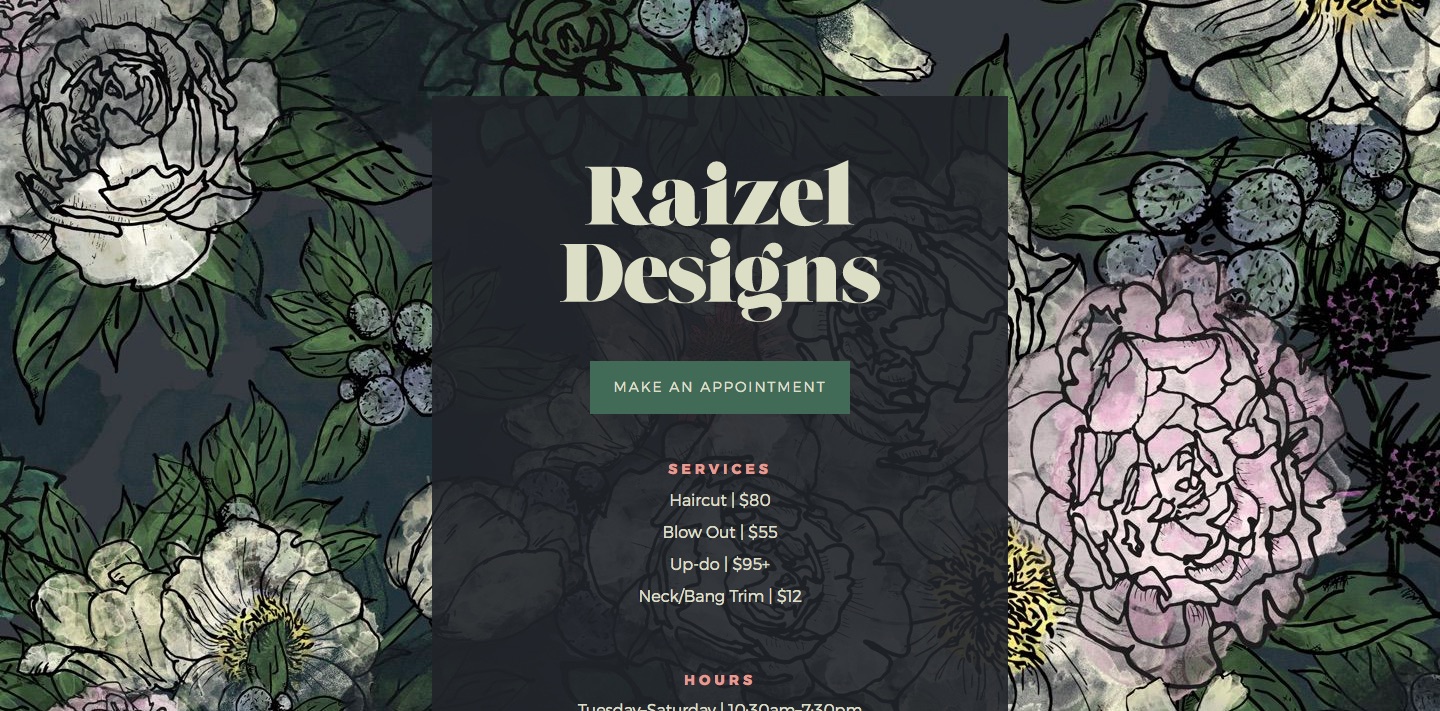 Raizel
Designs
MAKE AN APPOINTMENT
SERVICES
Haircut | $80
Blow Out | $55
Up-do | $95+
Neck/Bang Trim | $12
HOURS
Tuesday-Saturday | 10:30am-7:30pm